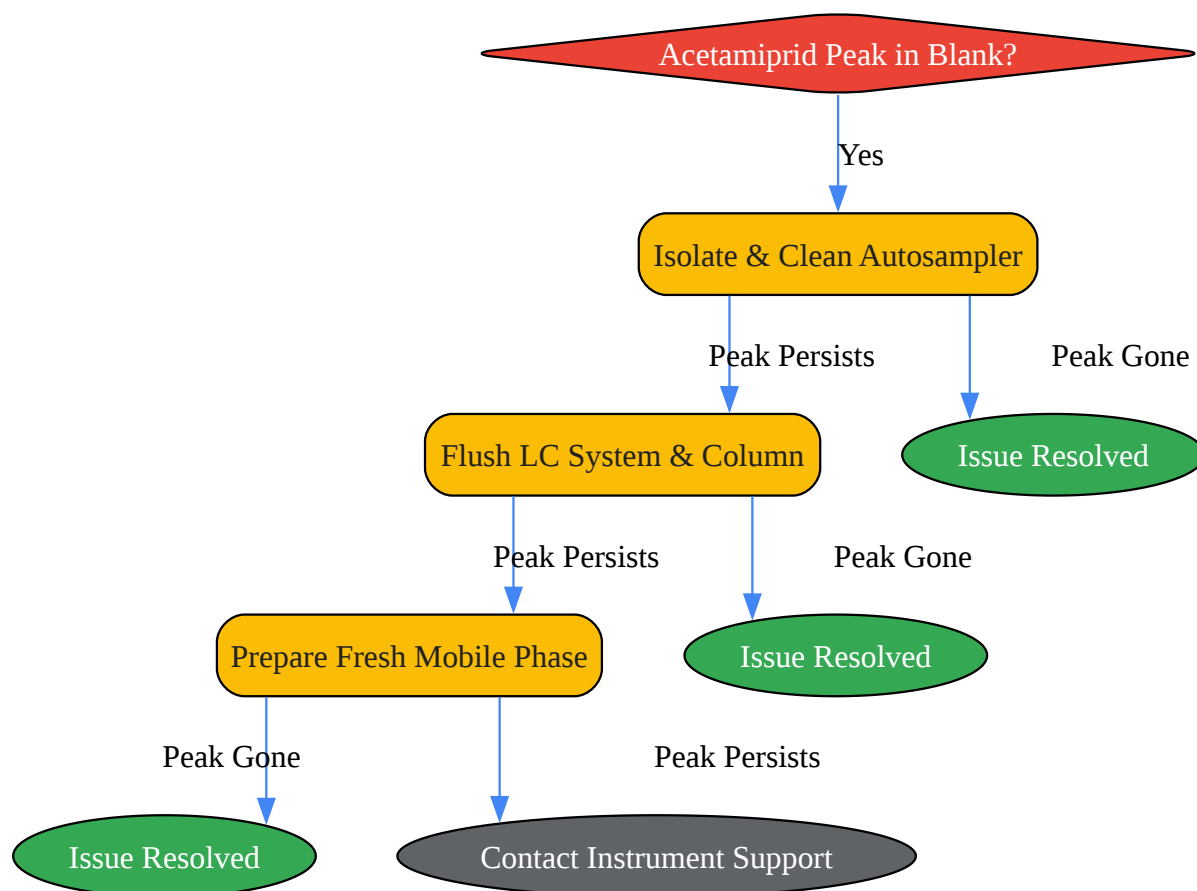 Acetamiprid Peak in Blank?
Yes
Isolate & Clean Autosampler
Peak Persists
Peak Gone
Flush LC System & Column
Issue Resolved
Peak Persists
Peak Gone
Prepare Fresh Mobile Phase
Issue Resolved
Peak Gone
Peak Persists
Issue Resolved
Contact Instrument Support